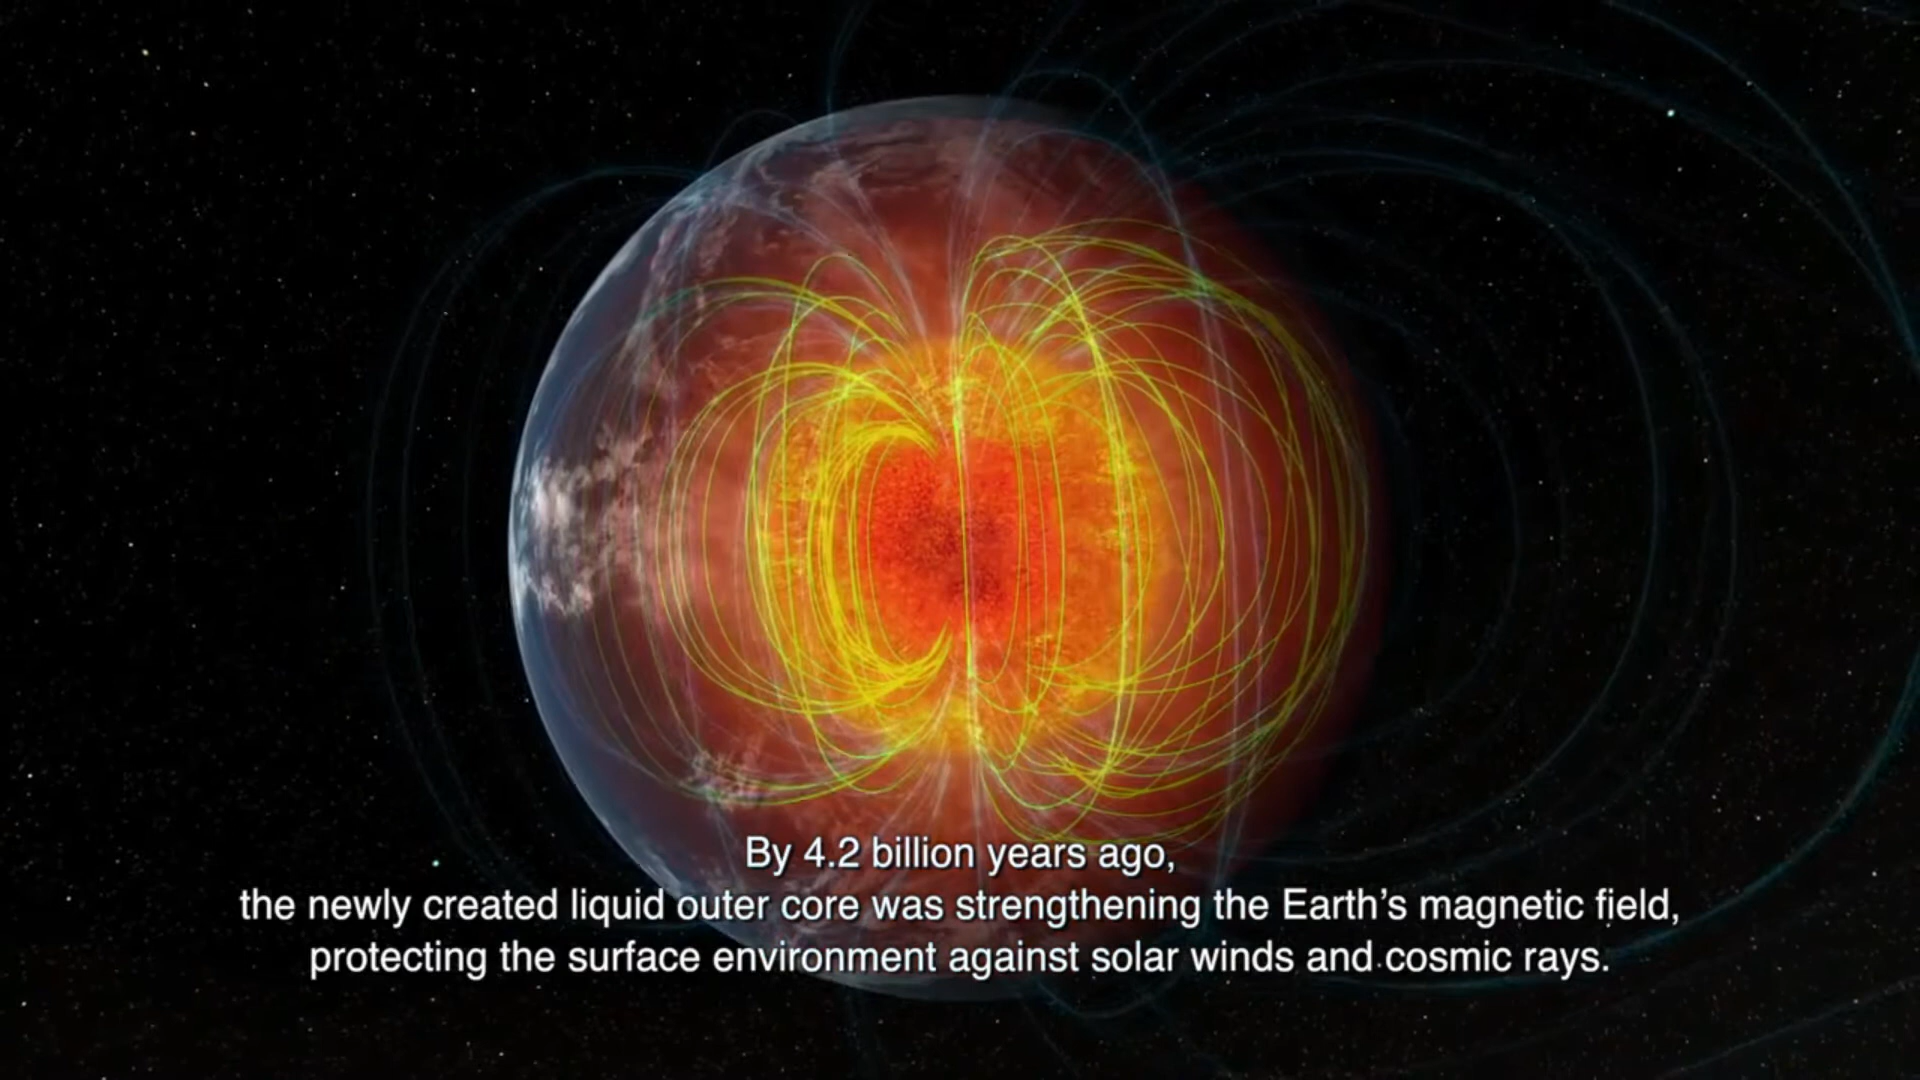 By 4.2 billion years ago,
the newly created liquid outer core was strengthening the Earth’s magnetic field,
protecting the surface environment against solar winds and cosmic rays.